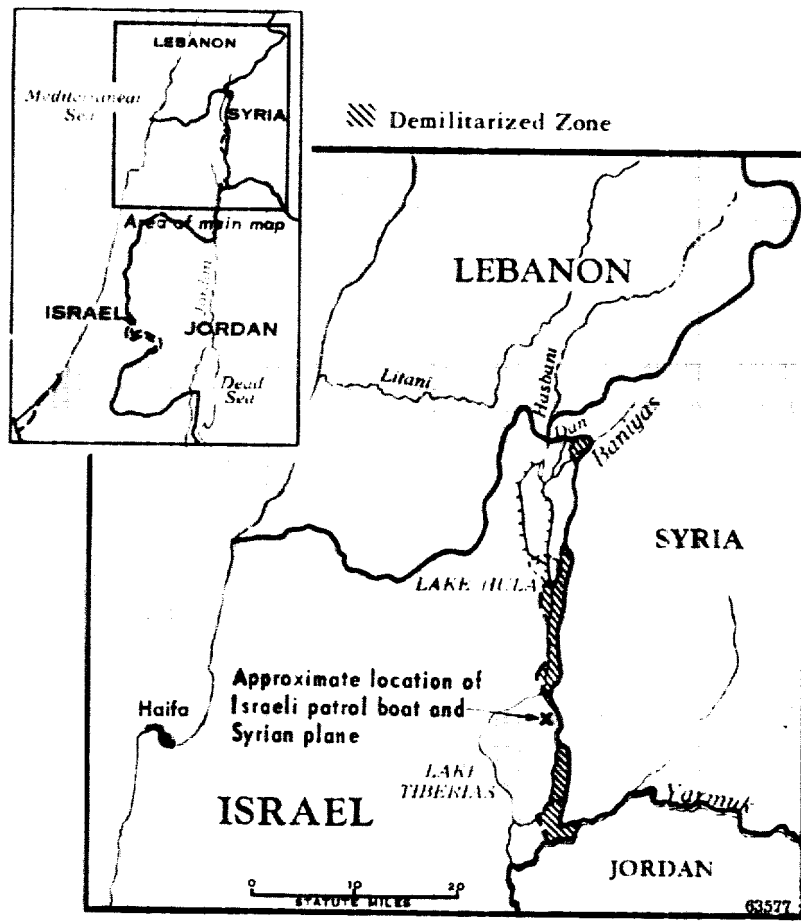 LEBANON
Mediterranean
Sea
SYRIA
Area of main map
Jordan
ISRAEL
JORDAN
Dead
Sea
Demilitarized Zone
LEBANON
Litani
Hasbani
Dan
Baniyas
SYRIA
LAKE HULA
Approximate location of
Israeli patrol boat and
Syrian plane
Haifa
LAKE
TIBERIAS
ISRAEL
Yarmuk
JORDAN
0 10 20
STATUTE MILES
63577